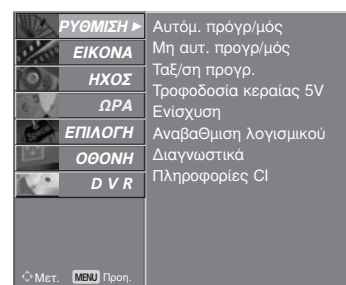 ΡΥΘΜΙΣΗ ►
ΕΙΚΟΝΑ
ΗΧΟΣ
ΩΡΑ
ΕΠΙΛΟΓΗ
ΟΘΟΝΗ
D V R
Αυτόμ. πρόγρ/μός
Μη αυτ. προγρ/μός
Ταξ/ση προγρ.
Τροφοδοσία κεραίας 5V
Ενίσχυση
ΑναβαΘμιση λογισμικού
Διαγνωστικά
Πληροφορίες CI
Μετ. MENU Προη.